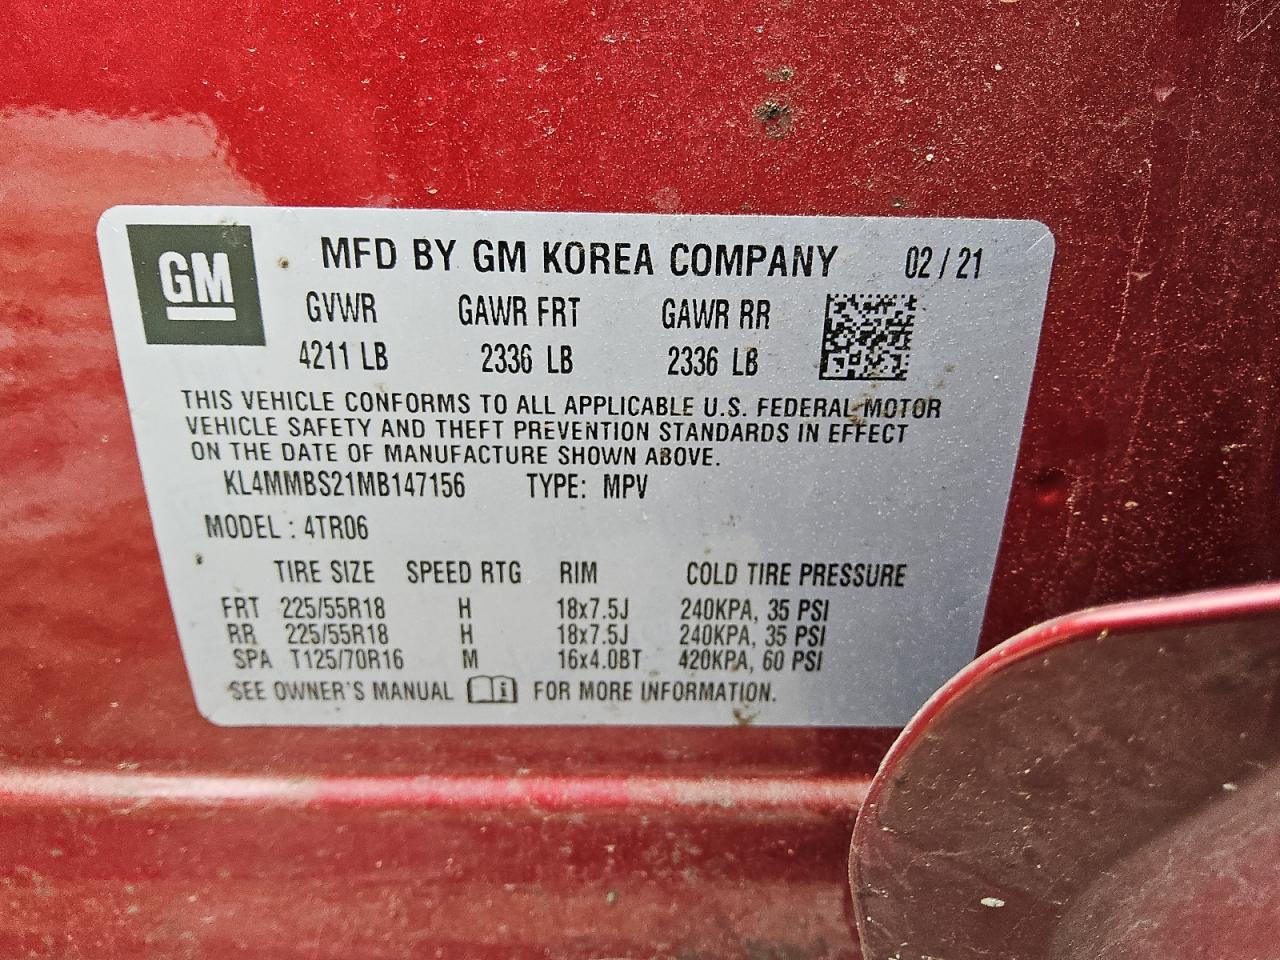 GM
MFD BY GM KOREA COMPANY 02 / 21
GVWR GAWR FRT GAWR RR
4211 LB 2336 LB 2336 LB
THIS VEHICLE CONFORMS TO ALL APPLICABLE U.S. FEDERAL MOTOR
VEHICLE SAFETY AND THEFT PREVENTION STANDARDS IN EFFECT
ON THE DATE OF MANUFACTURE SHOWN ABOVE.
KL4MMBS21MB147156 TYPE: MPV
MODEL : 4TR06
TIRE SIZE SPEED RTG RIM COLD TIRE PRESSURE
FRT 225/55R18 H 18x7.5J 240KPA, 35 PSI
RR 225/55R18 H 18x7.5J 240KPA, 35 PSI
SPA T125/70R16 M 16x4.0BT 420KPA, 60 PSI
SEE OWNER'S MANUAL i FOR MORE INFORMATION.